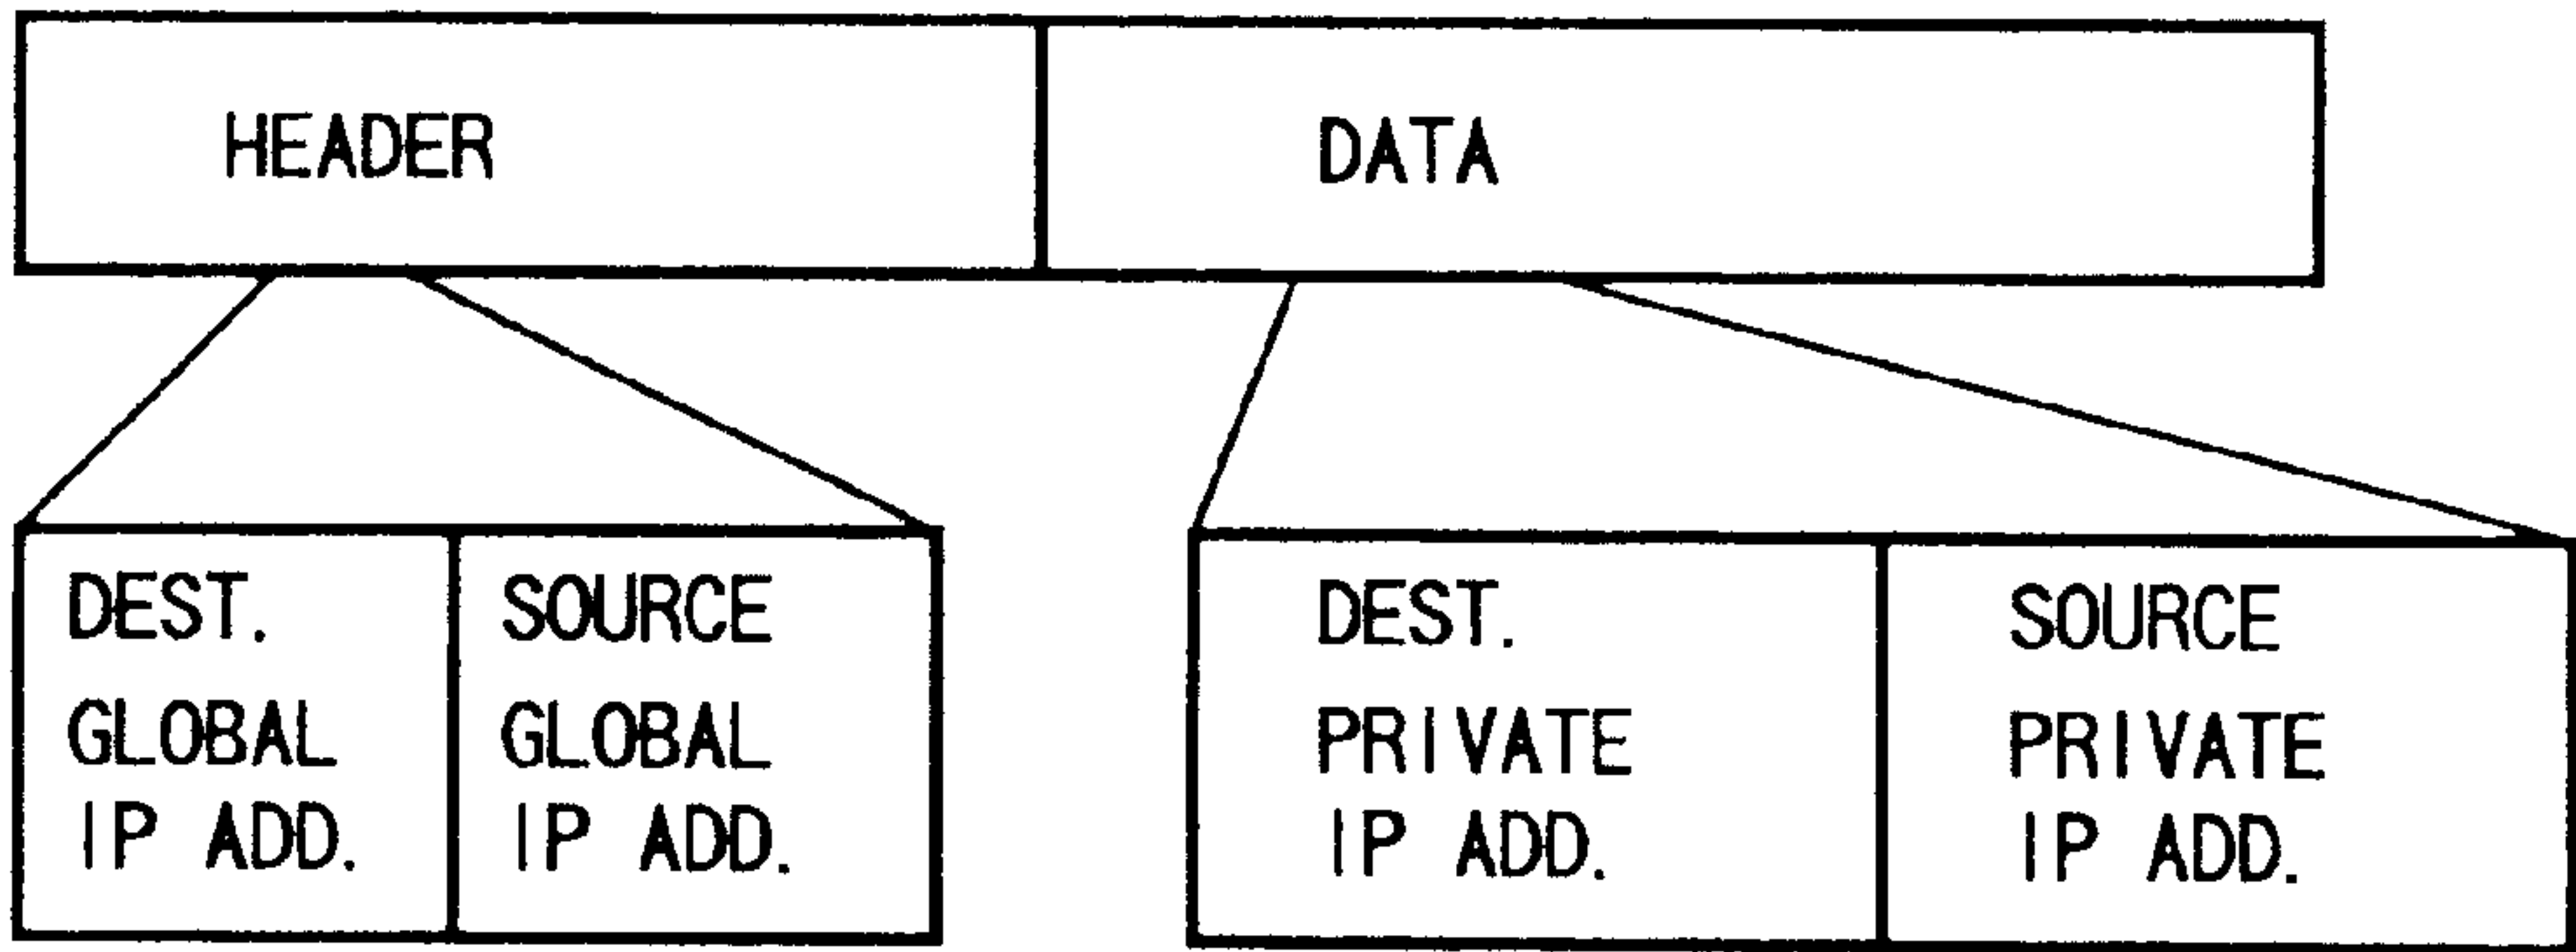 HEADER
DATA
DEST.
GLOBAL
IP ADD.
SOURCE
GLOBAL
IP ADD.
DEST.
PRIVATE
IP ADD.
SOURCE
PRIVATE
IP ADD.